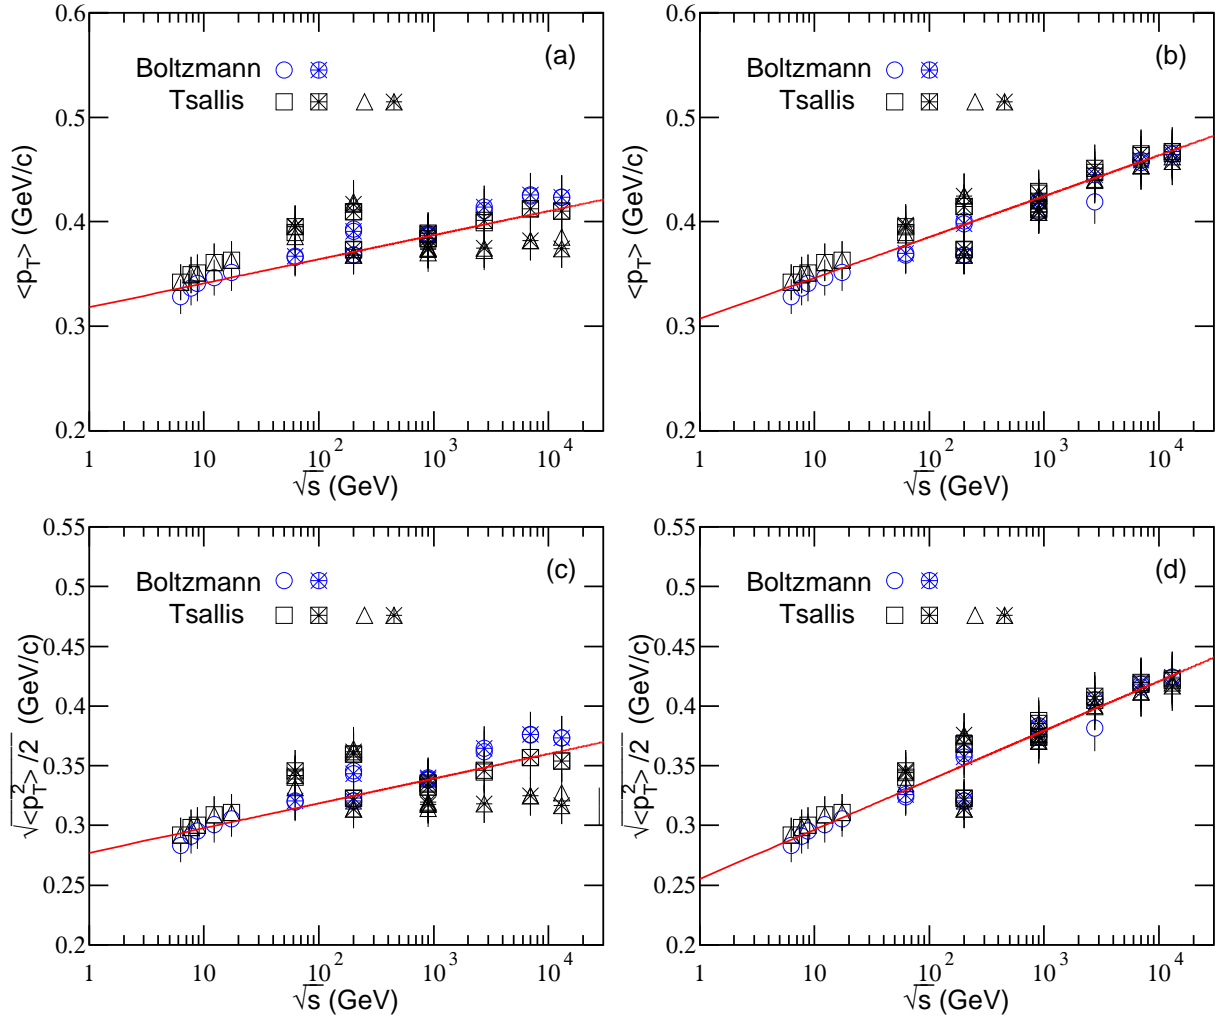 0.6
0.5
0.4
0.3
0.2
<p_T> (GeV/c)
(a)
Boltzmann
Tsallis
1 10 10^2 10^3 10^4
√s (GeV)
0.6
0.5
0.4
0.3
0.2
<p_T> (GeV/c)
(b)
Boltzmann
Tsallis
1 10 10^2 10^3 10^4
√s (GeV)
0.55
0.5
0.45
0.4
0.35
0.3
0.25
0.2
√<p_T^2>/2 (GeV/c)
(c)
Boltzmann
Tsallis
1 10 10^2 10^3 10^4
√s (GeV)
0.55
0.5
0.45
0.4
0.35
0.3
0.25
0.2
√<p_T^2>/2 (GeV/c)
(d)
Boltzmann
Tsallis
1 10 10^2 10^3 10^4
√s (GeV)